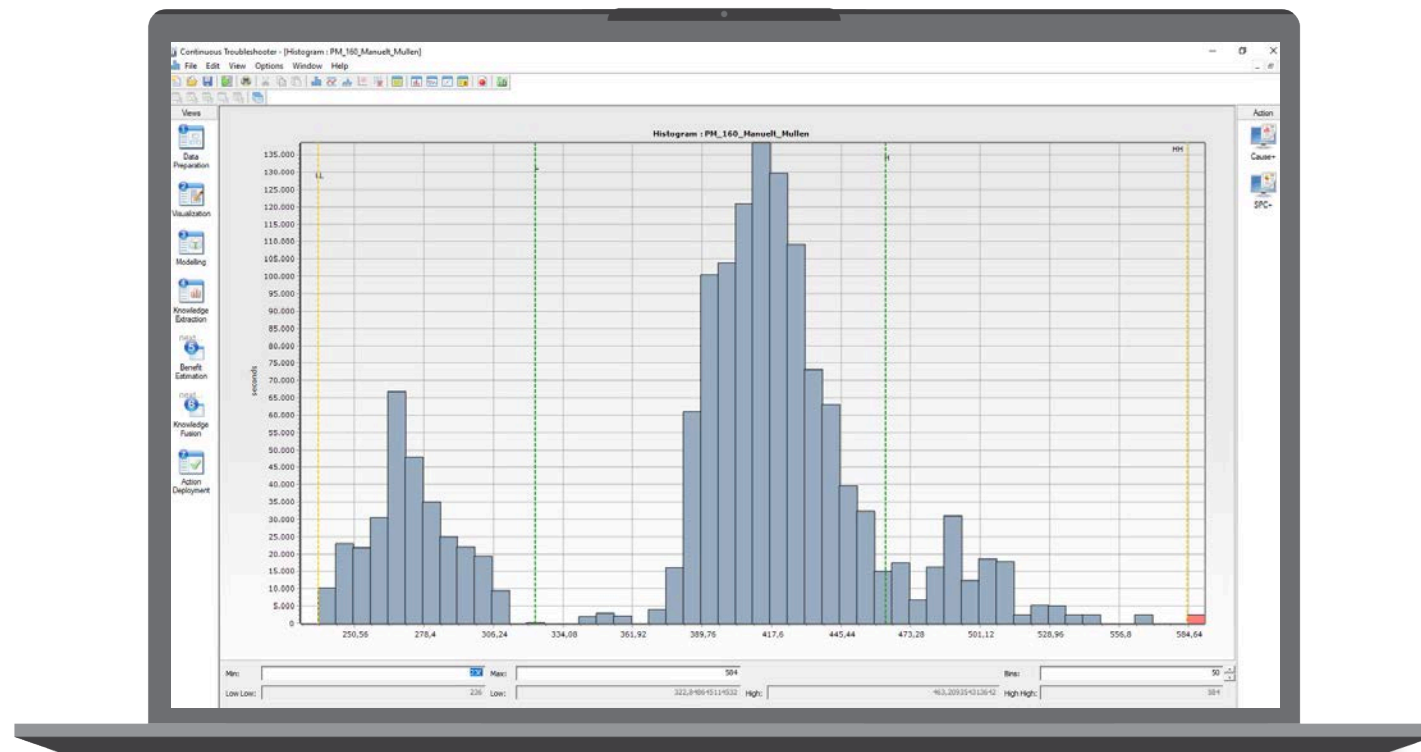 Continuous Troubleshooter - [Histogram : PM_160_Manuelt_Mullen]
File Edit View Options Window Help
Views
Action
Data
Preparation
Visualization
Modelling
Knowledge
Extraction
next
Benefit
Estimation
next
Knowledge
Fusion
Action
Deployment
Cause+
SPC+
Histogram : PM_160_Manuelt_Mullen
LL
L
H
HH
135.000
130.000
125.000
120.000
115.000
110.000
105.000
100.000
95.000
90.000
85.000
80.000
75.000
70.000
65.000
60.000
55.000
50.000
45.000
40.000
35.000
30.000
25.000
20.000
15.000
10.000
5.000
0
seconds
250,56 278,4 306,24 334,08 361,92 389,76 417,6 445,44 473,28 501,12 528,96 556,8 584,64
Min: 236 Max: 584 Bins: 50
Low Low: 236 Low: 322,848645114532 High: High High: 584